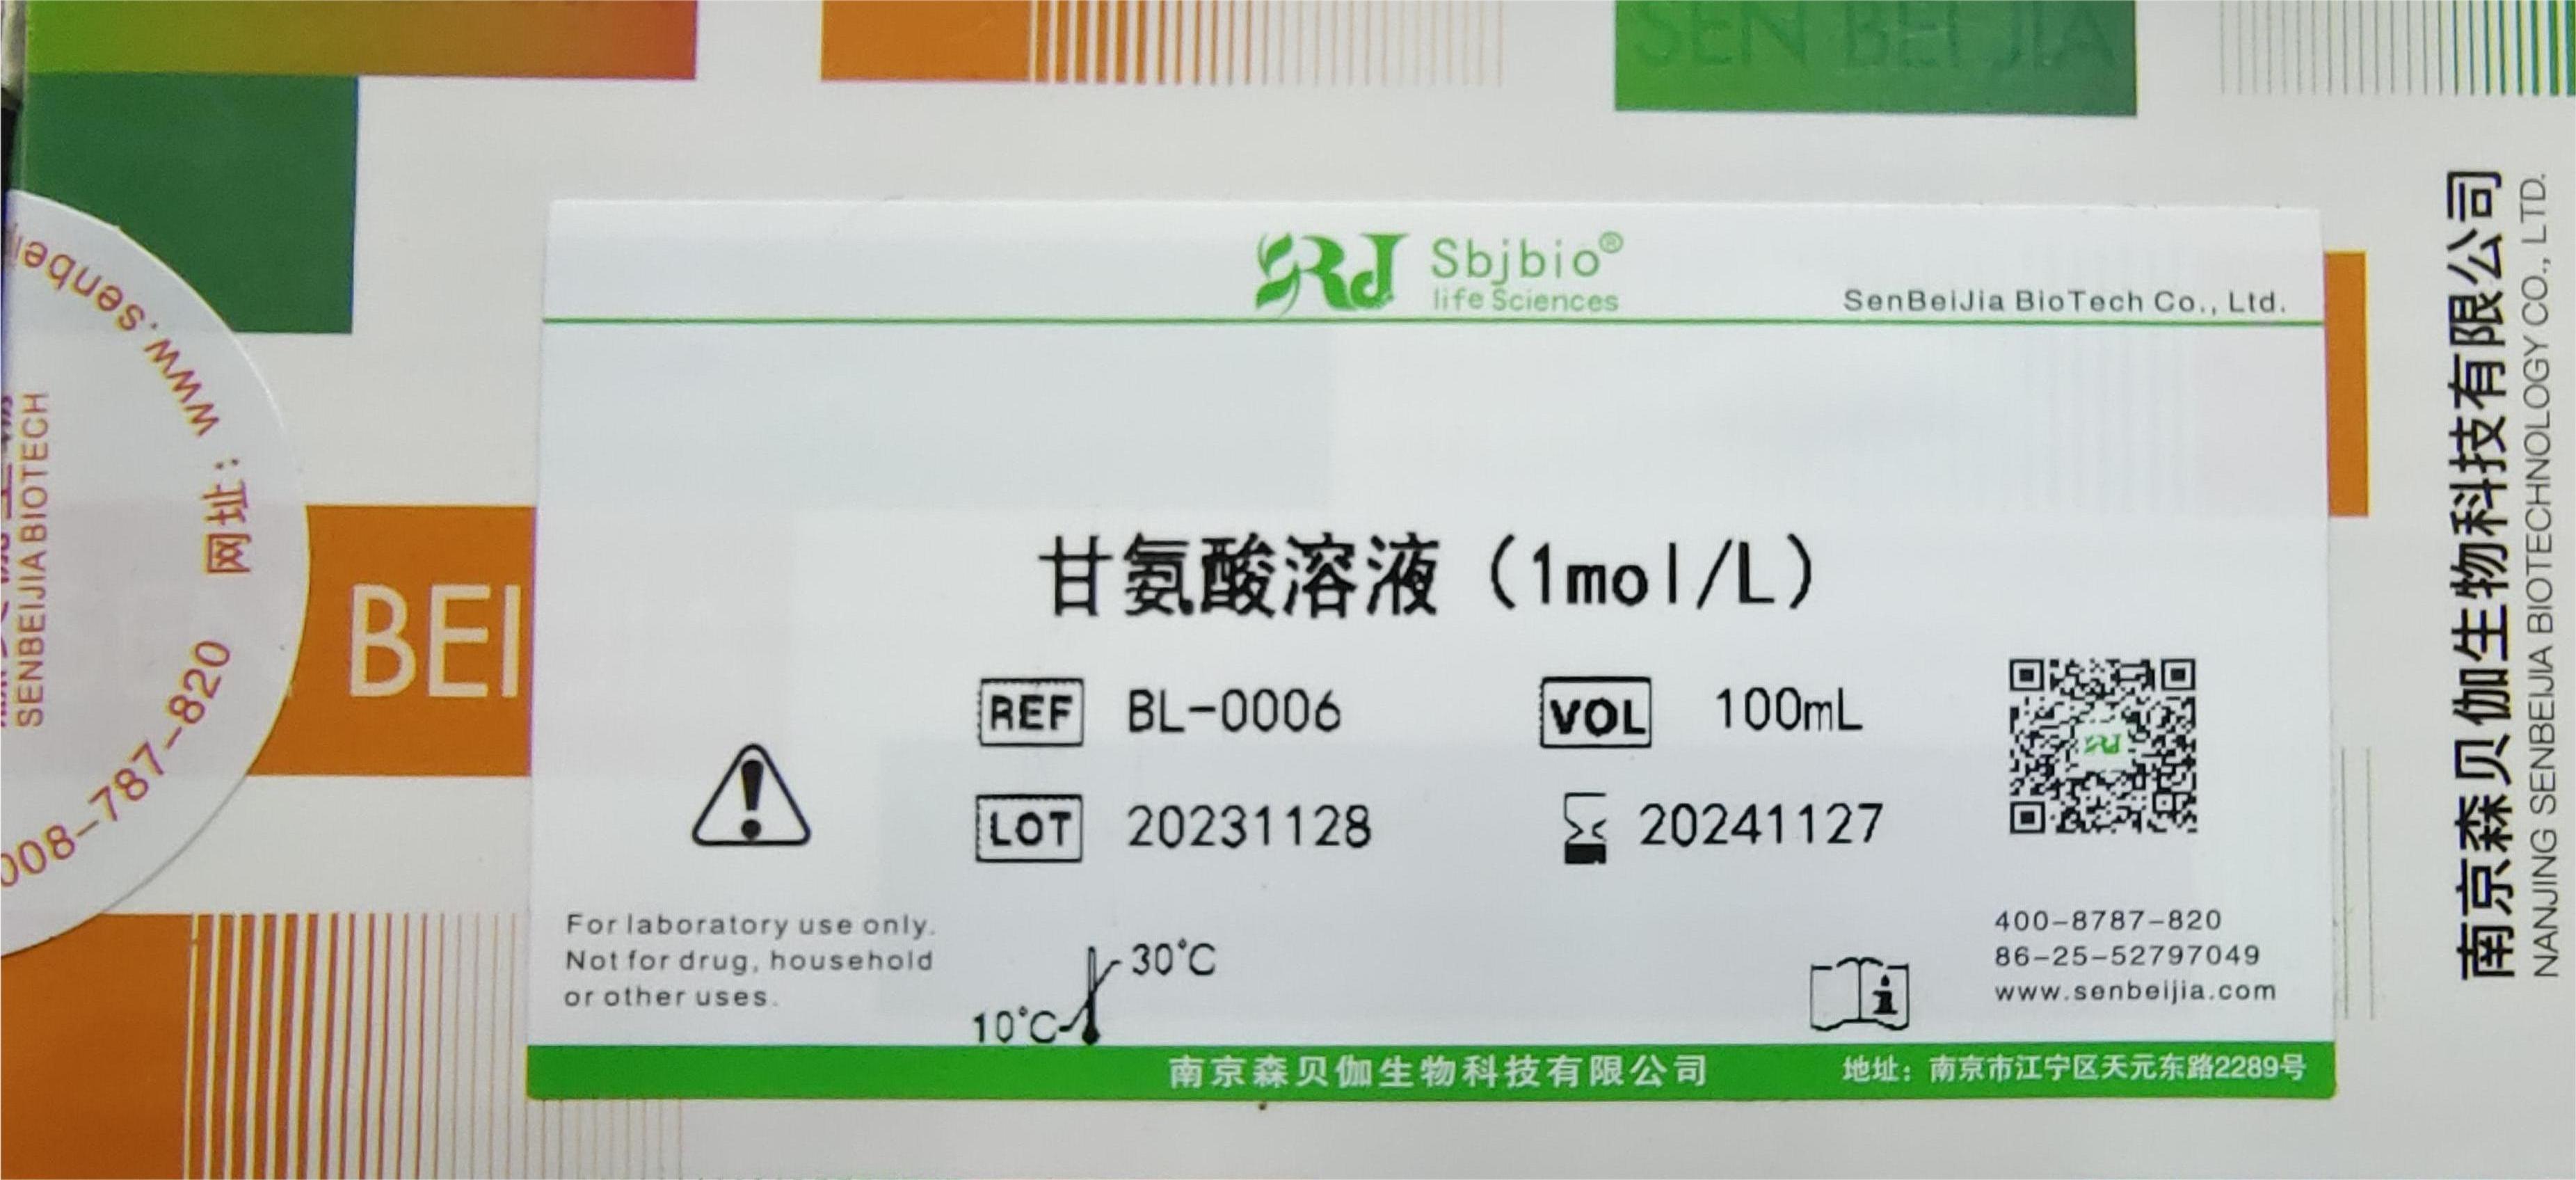 SEN BEI JIA
www.senbei
网址：
SENBEIJIA BIOTECH
008-787-820
BEI
Sbjbio®
life Sciences
SenBeiJia BioTech Co., Ltd.
甘氨酸溶液（1mol/L）
REF BL-0006 VOL 100mL
LOT 20231128 20241127
For laboratory use only.
Not for drug, household
or other uses.
30°C
10°C
400-8787-820
86-25-52797049
www.senbeijia.com
南京森贝伽生物科技有限公司 地址：南京市江宁区天元东路2289号
南京森贝伽生物科技有限公司
NANJING SENBEIJIA BIOTECHNOLOGY CO., LTD.